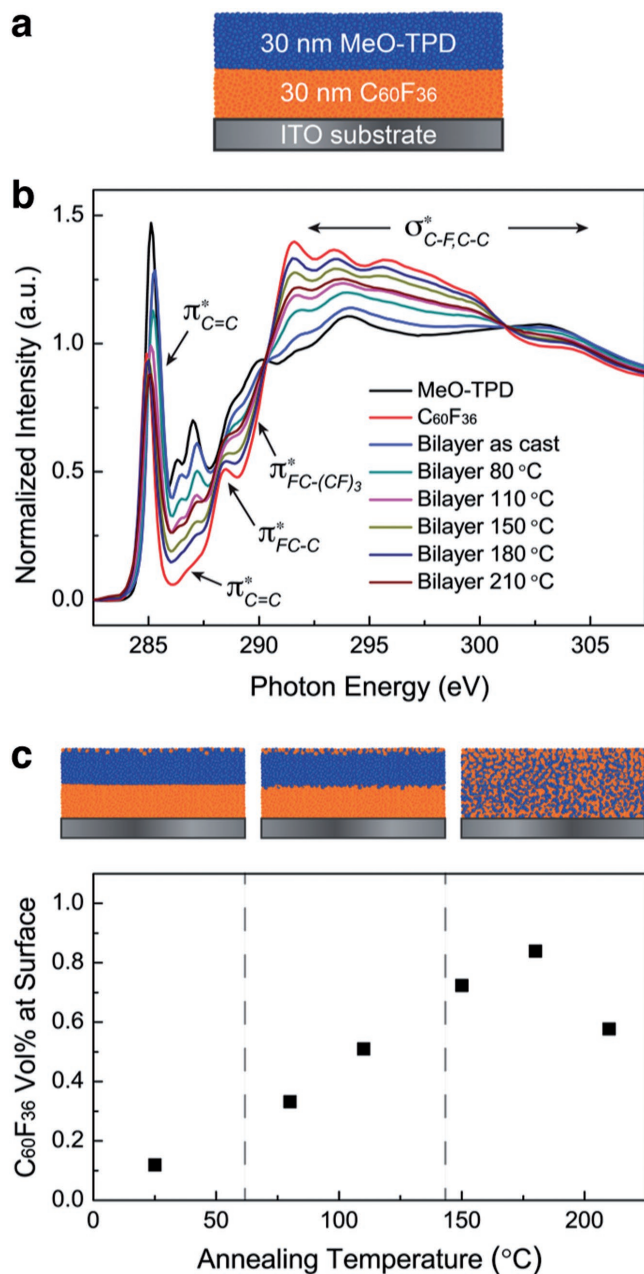 a
30 nm MeO-TPD
30 nm C60F36
ITO substrate
b
Normalized Intensity (a.u.)
1.5
1.0
0.5
0.0
σ*C-F,C-C
π*C=C
MeO-TPD
C60F36
Bilayer as cast
Bilayer 80 °C
Bilayer 110 °C
Bilayer 150 °C
Bilayer 180 °C
Bilayer 210 °C
π*FC-(CF)3
π*FC-C
π*C=C
285 290 295 300 305
Photon Energy (eV)
c
C60F36 Vol% at Surface
1.0
0.8
0.6
0.4
0.2
0.0
0 50 100 150 200
Annealing Temperature (°C)